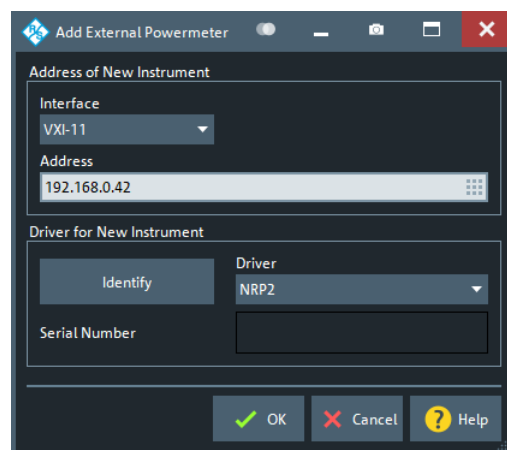 Add External Powermeter
Address of New Instrument
Interface
VXI-11
Address
192.168.0.42
Driver for New Instrument
Identify
Driver
NRP2
Serial Number
OK
Cancel
? Help